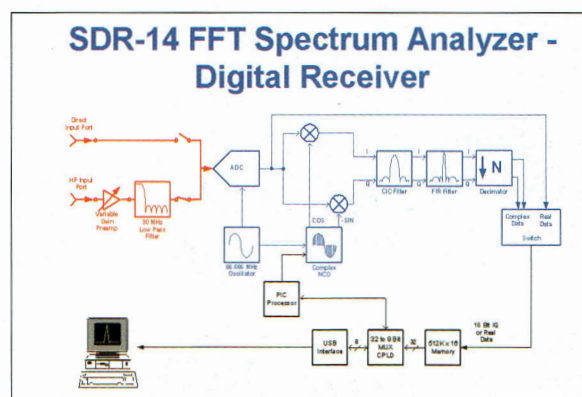 SDR-14 FFT Spectrum Analyzer -
Digital Receiver
Direct
Input Port
HF Input
Port
Variable
Gain
Preamp
30 MHz
Low Pass
Filter
ADC
COS
-SIN
I
Q
CIC Filter
I
Q
FIR Filter
I
Q
N
Decimator
Complex
Data
Real
Data
Switch
MHz
Oscillator
Complex
NCO
PIC
Processor
USB
Interface
8
32 to 8 Bit
MUX
CPLD
32
512K x 16
Memory
16 Bit IQ
or Real
Data